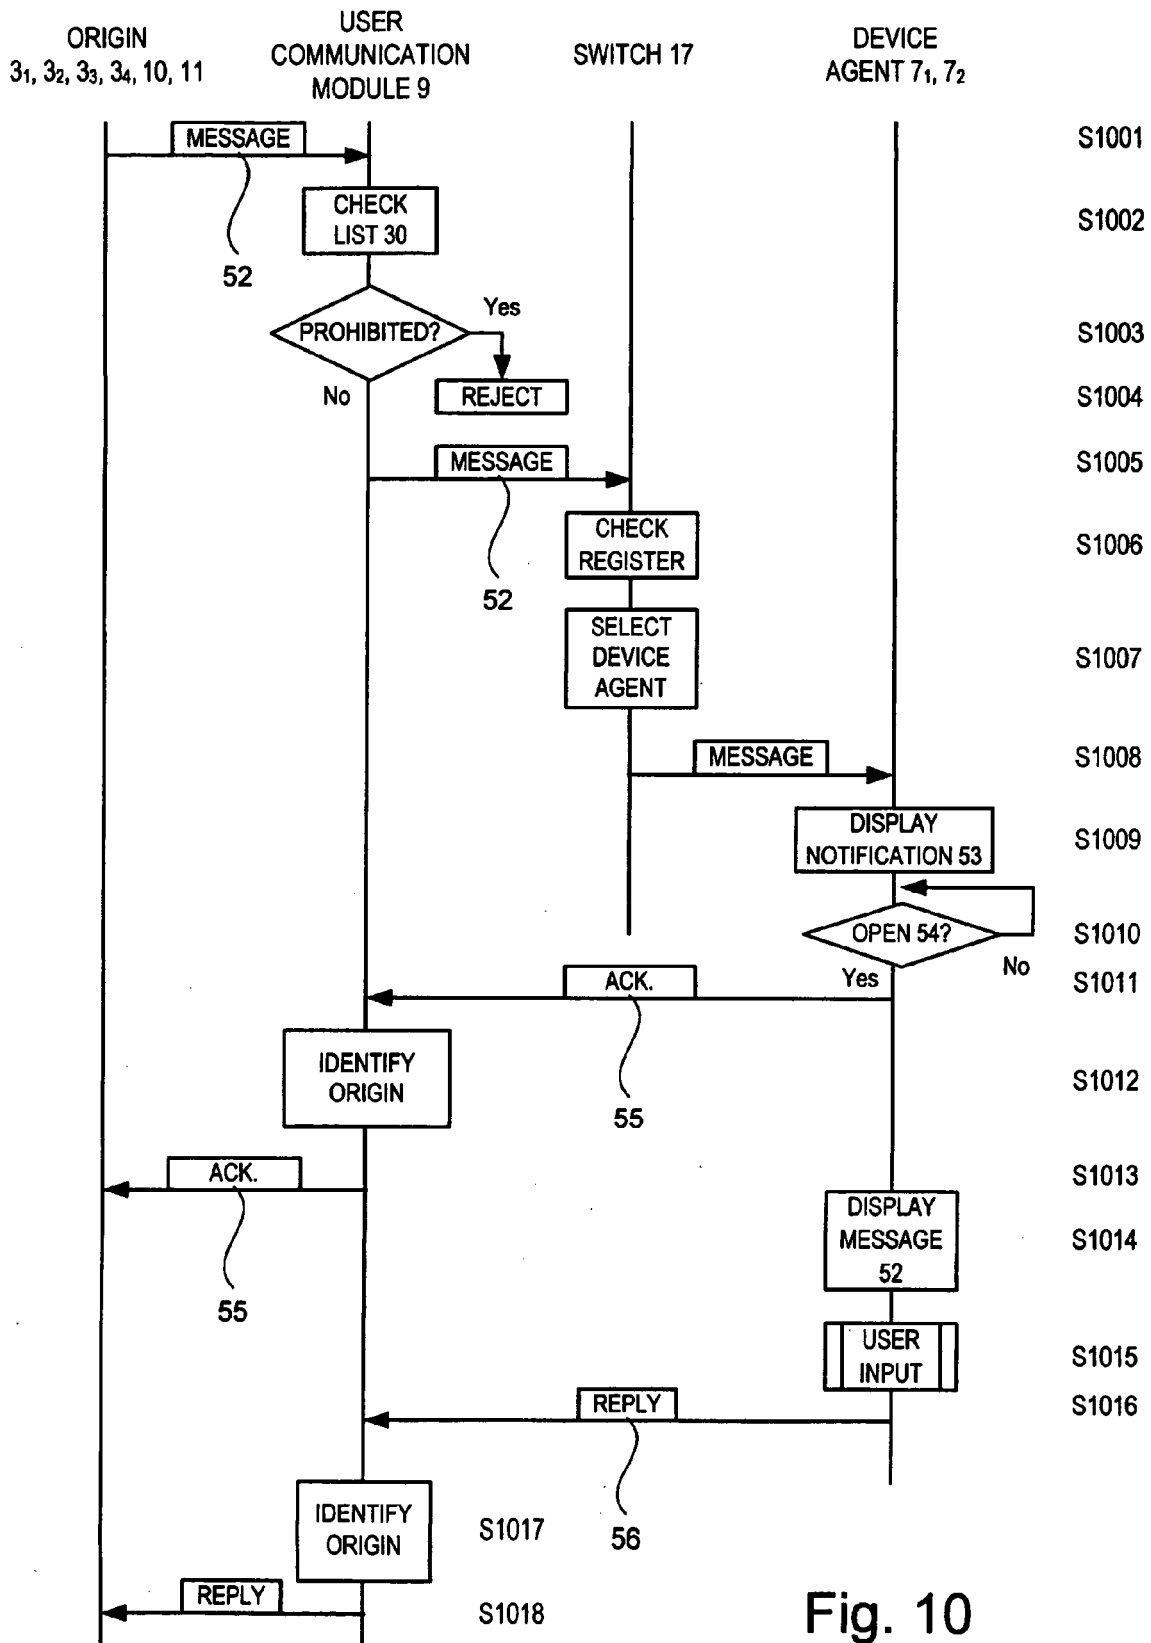 ORIGIN
3₁, 3₂, 3₃, 3₄, 10, 11
USER
COMMUNICATION
MODULE 9
SWITCH 17
DEVICE
AGENT 7₁, 7₂
MESSAGE
S1001
52
CHECK
LIST 30
S1002
PROHIBITED?
Yes
No
S1003
REJECT
S1004
MESSAGE
S1005
52
CHECK
REGISTER
S1006
SELECT
DEVICE
AGENT
S1007
MESSAGE
S1008
DISPLAY
NOTIFICATION 53
S1009
OPEN 54?
No
Yes
S1010
ACK.
S1011
55
IDENTIFY
ORIGIN
S1012
ACK.
S1013
55
DISPLAY
MESSAGE
52
S1014
USER
INPUT
S1015
REPLY
S1016
56
IDENTIFY
ORIGIN
S1017
REPLY
S1018
Fig. 10